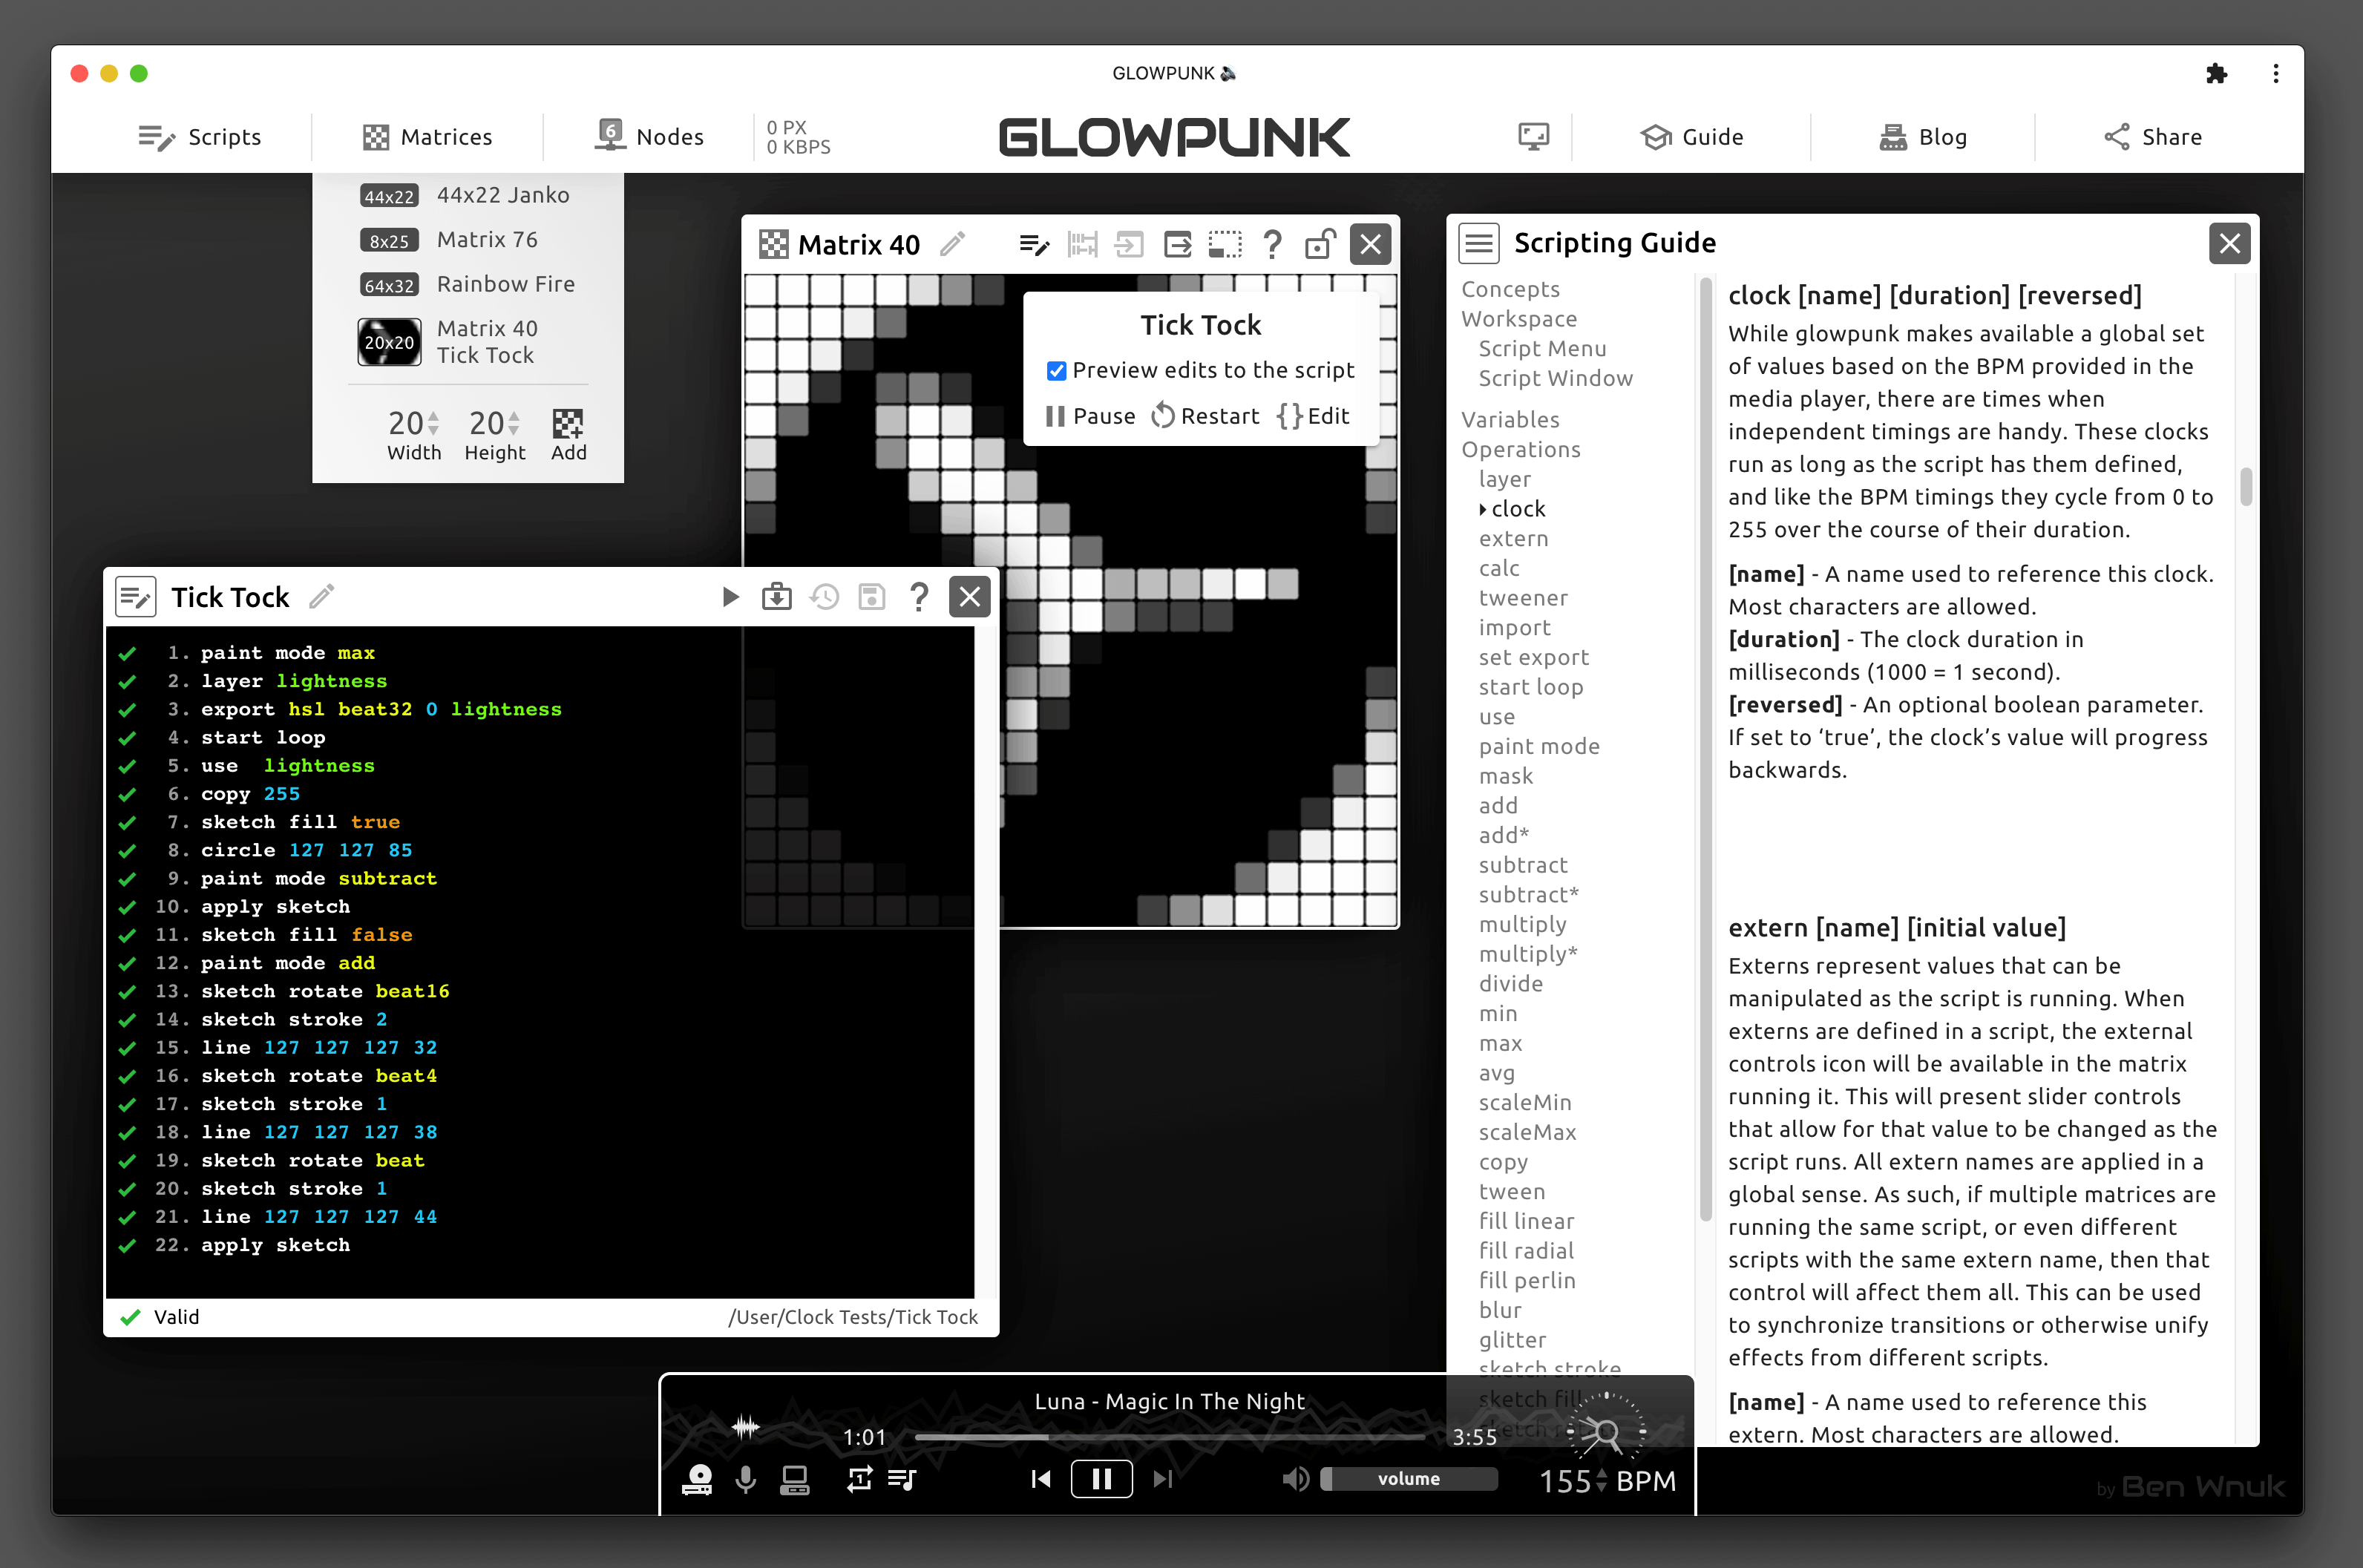 GLOWPUNK
Scripts
Matrices
6
Nodes
0 PX
0 KBPS
GLOWPUNK
Guide
Blog
Share
44x22 44x22 Janko
8x25 Matrix 76
64x32 Rainbow Fire
20x20 Matrix 40
Tick Tock
20 20
Width Height Add
Matrix 40
?
Tick Tock
Preview edits to the script
Pause Restart {} Edit
Tick Tock
?
1. paint mode max
2. layer lightness
3. export hsl beat32 0 lightness
4. start loop
5. use lightness
6. copy 255
7. sketch fill true
8. circle 127 127 85
9. paint mode subtract
10. apply sketch
11. sketch fill false
12. paint mode add
13. sketch rotate beat16
14. sketch stroke 2
15. line 127 127 127 32
16. sketch rotate beat4
17. sketch stroke 1
18. line 127 127 127 38
19. sketch rotate beat
20. sketch stroke 1
21. line 127 127 127 44
22. apply sketch
Valid
/User/Clock Tests/Tick Tock
Scripting Guide
Concepts
Workspace
Script Menu
Script Window
Variables
Operations
layer
clock
extern
calc
tweener
import
set export
start loop
use
paint mode
mask
add
add*
subtract
subtract*
multiply
multiply*
divide
min
max
avg
scaleMin
scaleMax
copy
tween
fill linear
fill radial
fill perlin
blur
glitter
sketch stroke
sketch fill
clock [name] [duration] [reversed]
While glowpunk makes available a global set
of values based on the BPM provided in the
media player, there are times when
independent timings are handy. These clocks
run as long as the script has them defined,
and like the BPM timings they cycle from 0 to
255 over the course of their duration.
[name] - A name used to reference this clock.
Most characters are allowed.
[duration] - The clock duration in
milliseconds (1000 = 1 second).
[reversed] - An optional boolean parameter.
If set to ‘true’, the clock’s value will progress
backwards.
extern [name] [initial value]
Externs represent values that can be
manipulated as the script is running. When
externs are defined in a script, the external
controls icon will be available in the matrix
running it. This will present slider controls
that allow for that value to be changed as the
script runs. All extern names are applied in a
global sense. As such, if multiple matrices are
running the same script, or even different
scripts with the same extern name, then that
control will affect them all. This can be used
to synchronize transitions or otherwise unify
effects from different scripts.
[name] - A name used to reference this
extern. Most characters are allowed.
Luna - Magic In The Night
1:01
3:55
1
volume
155 BPM
by Ben Wnuk